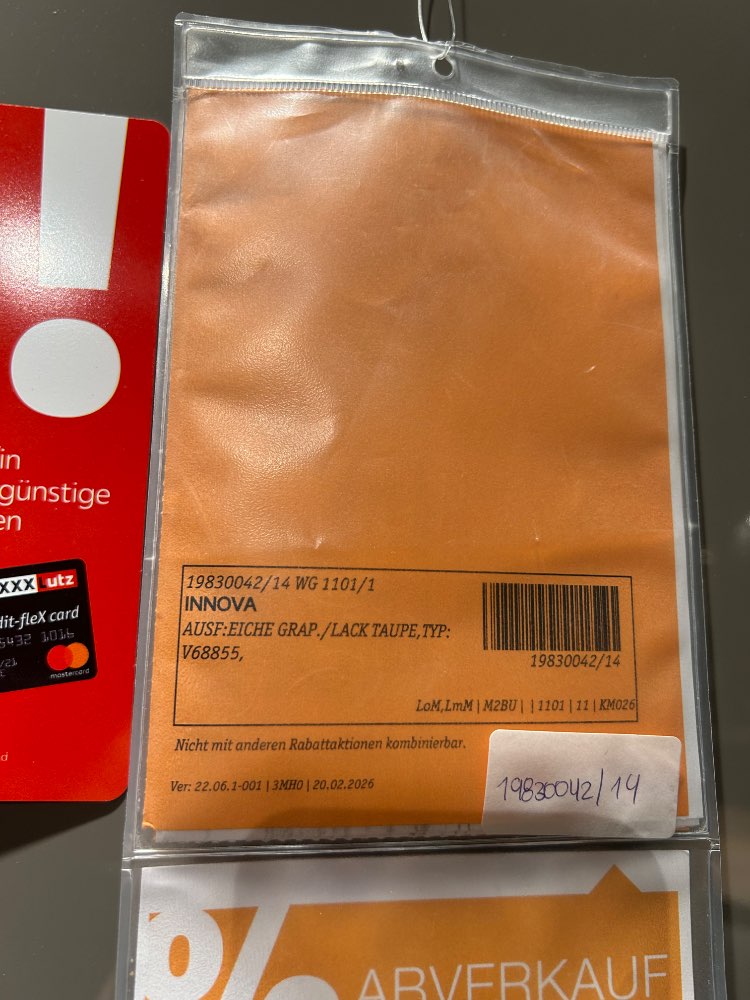 !
in
günstige
en
XXXLutz
dit-fleX card
5432 1016
mastercard
19830042/14 WG 1101/1
INNOVA
AUSF:EICHE GRAP./LACK TAUPE,TYP:
V68855,
19830042/14
LoM,LmM | M2BU | | 1101 | 11 | KM026
Nicht mit anderen Rabattaktionen kombinierbar.
Ver: 22.06.1-001 | 3MH0 | 20.02.2026
19830042/14
%
ABVERKAUF